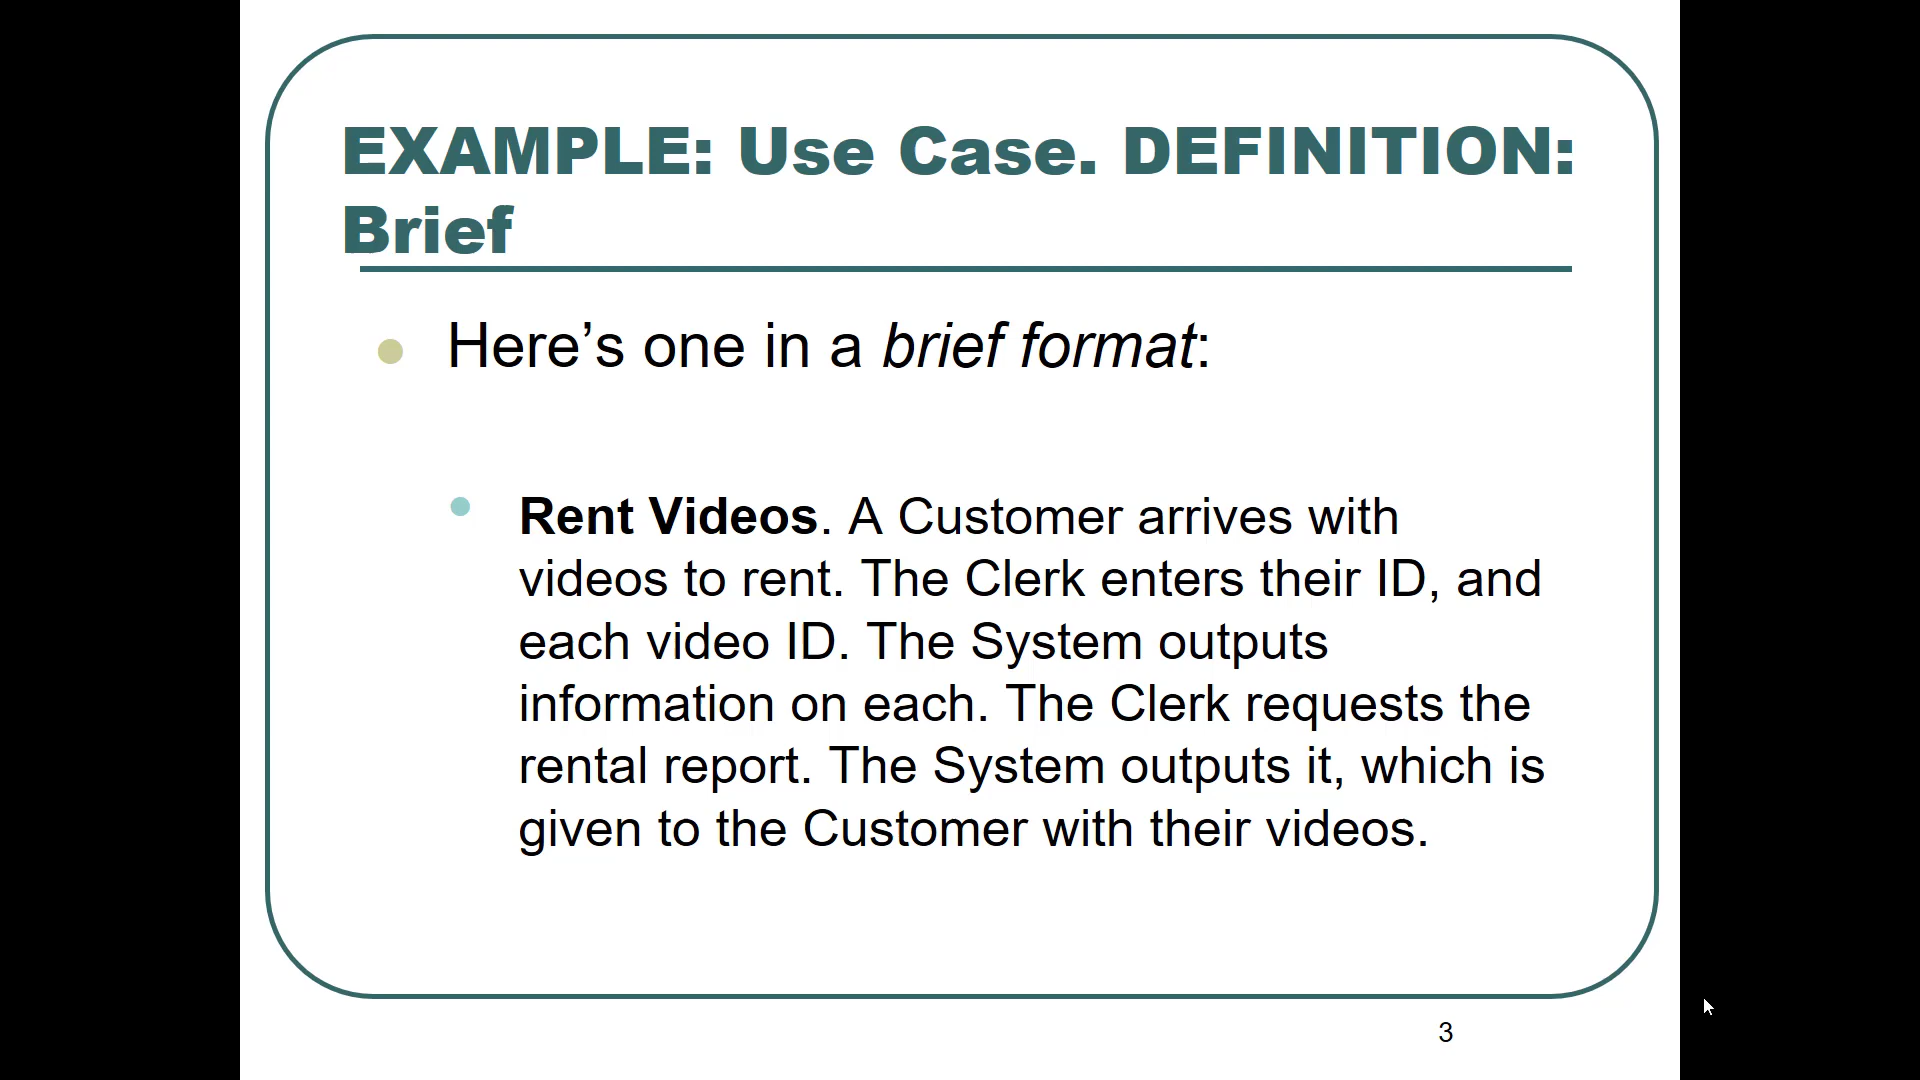 EXAMPLE: Use Case. DEFINITION:
Brief
Here’s one in a brief format:
Rent Videos. A Customer arrives with
videos to rent. The Clerk enters their ID, and
each video ID. The System outputs
information on each. The Clerk requests the
rental report. The System outputs it, which is
given to the Customer with their videos.
3